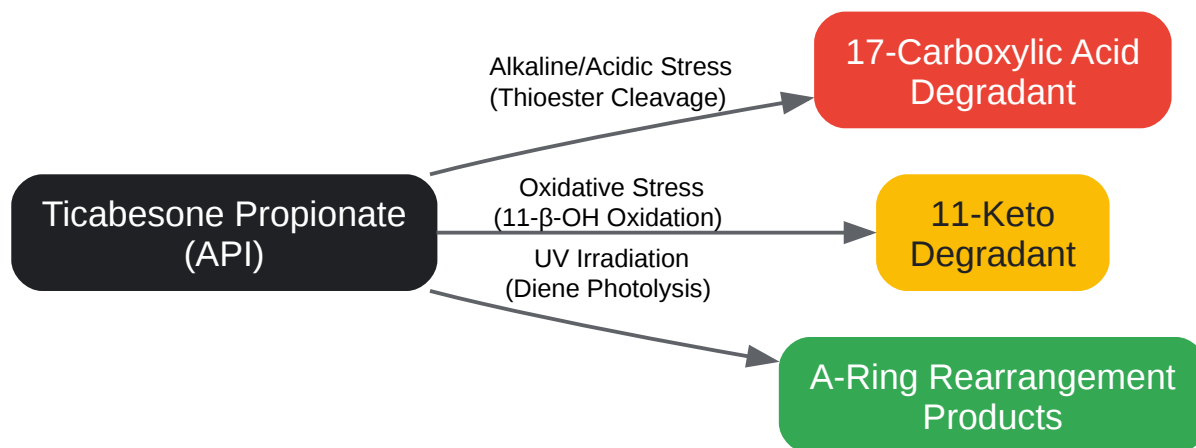 Ticabesone Propionate
(API)
Alkaline/Acidic Stress
(Thioester Cleavage)
17-Carboxylic Acid
Degradant
Oxidative Stress
(11-β-OH Oxidation)
11-Keto
Degradant
UV Irradiation
(Diene Photolysis)
A-Ring Rearrangement
Products